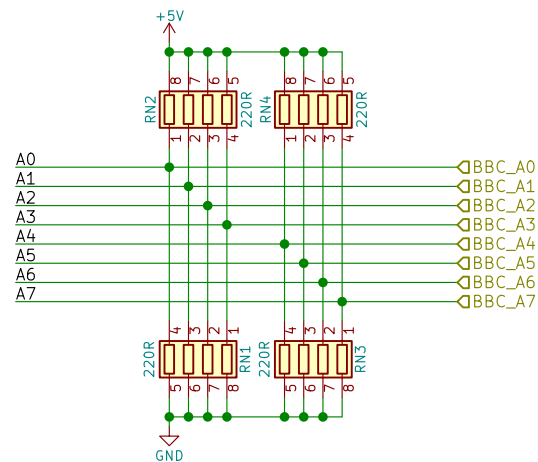 +5V
8 7 6 5 8 7 6 5
RN2 220R RN4 220R
1 2 3 4 1 2 3 4
A0 BBC_A0
A1 BBC_A1
A2 BBC_A2
A3 BBC_A3
A4 BBC_A4
A5 BBC_A5
A6 BBC_A6
A7 BBC_A7
4 3 2 1 4 3 2 1
220R RN1 220R RN3
5 6 7 8 5 6 7 8
GND